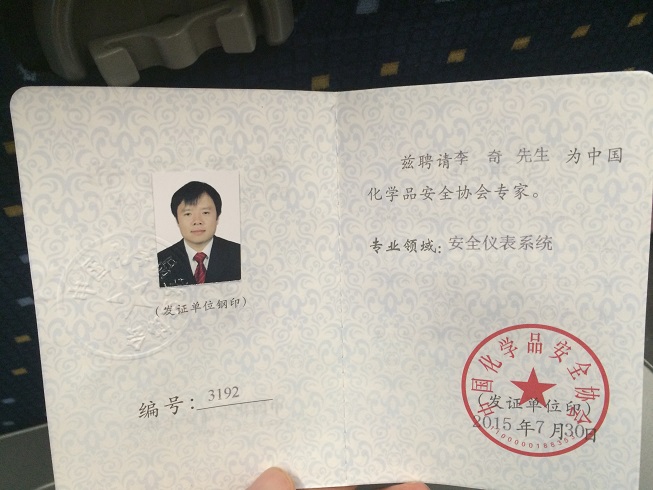 (发证单位钢印)
编号：3192
兹聘请李 奇 先生 为中国
化学品安全协会专家。
专业领域：安全仪表系统
中国化学品安全协会
(发证单位印)
2015年7月30日